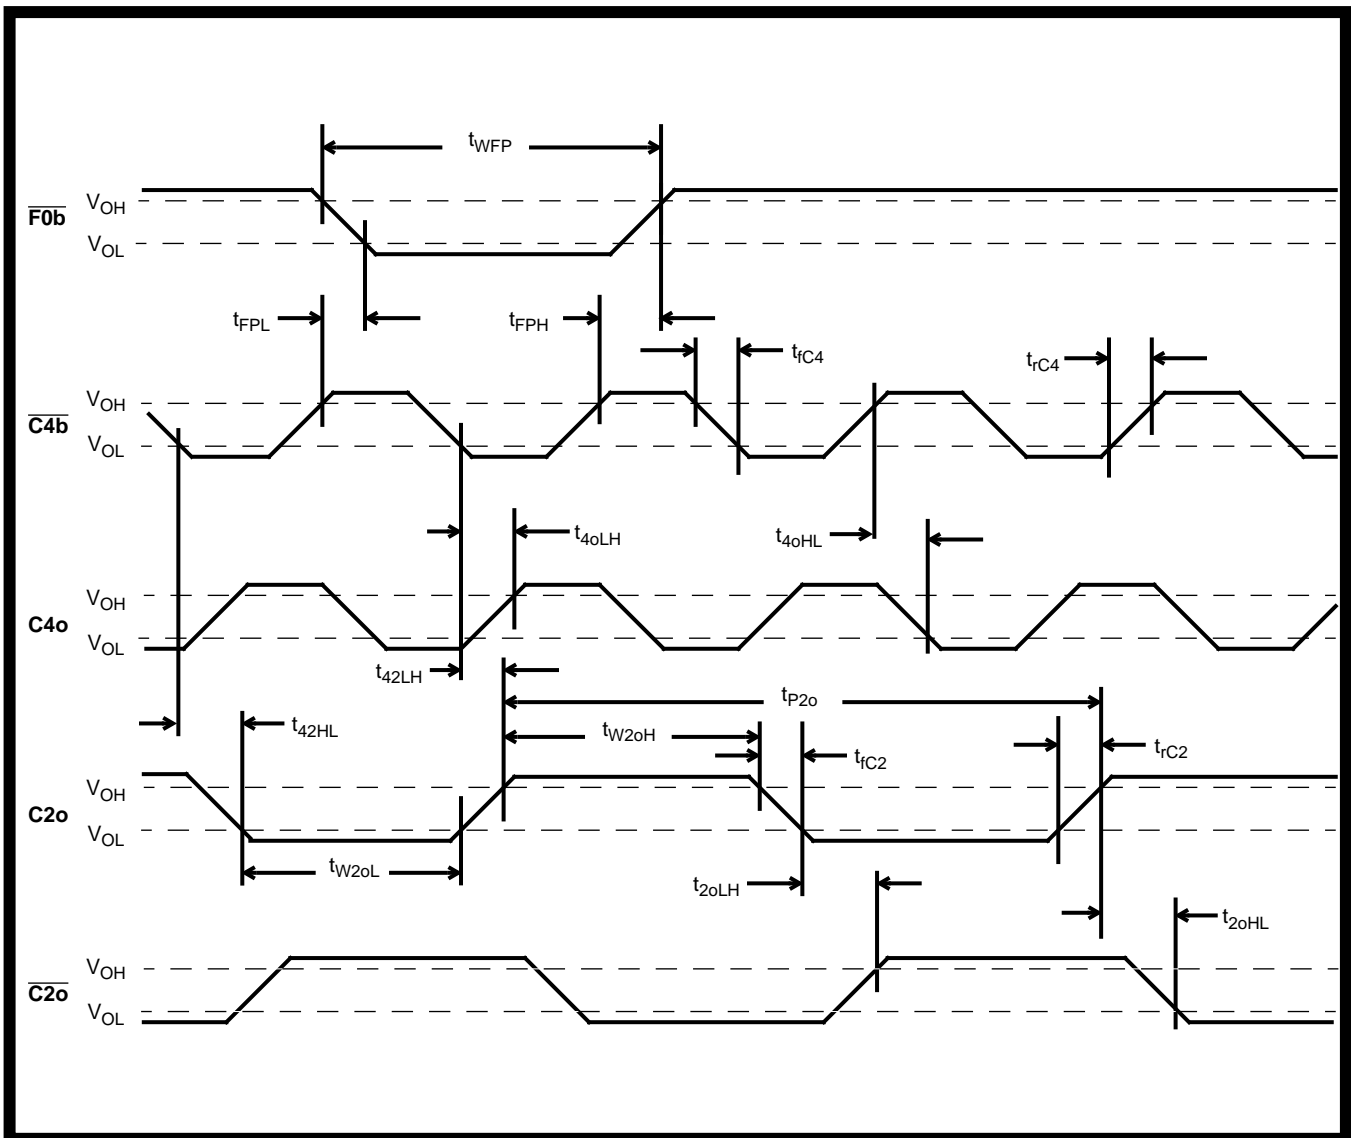 tWFP
VOH
F0b
VOL
tFPL
tFPH
tfC4
trC4
VOH
C4b
VOL
t4oLH
t4oHL
VOH
C4o
VOL
t42LH
tP2o
t42HL
tW2oH
tfC2
trC2
VOH
C2o
VOL
tW2oL
t2oLH
t2oHL
VOH
C2o
VOL